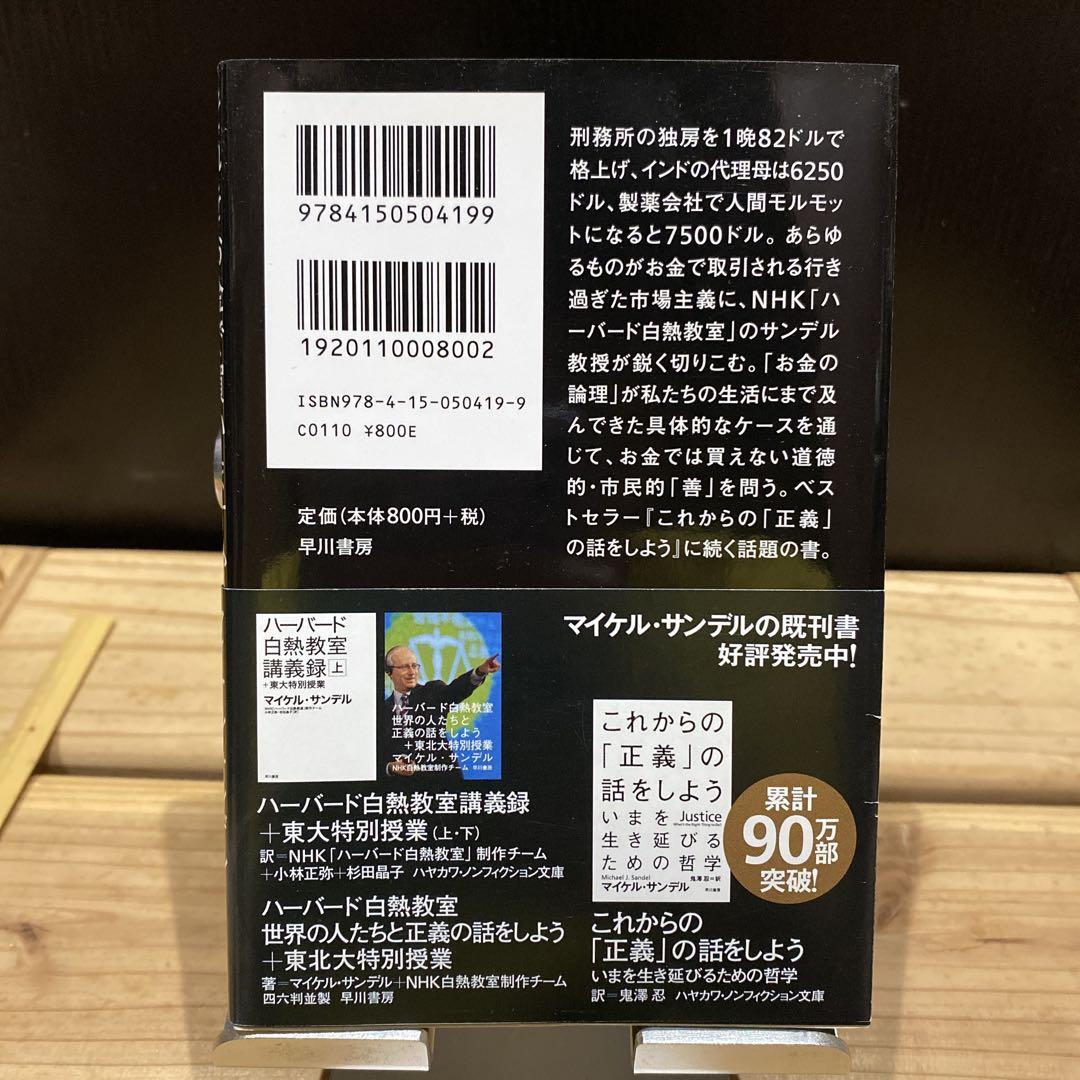 9784150504199
1920110008002
ISBN978-4-15-050419-9
C0110 ¥800E
定価(本体800円+税)
早川書房
刑務所の独房を1晩82ドルで
格上げ、インドの代理母は6250
ドル、製薬会社で人間モルモッ
トになると7500ドル。あらゆ
るものがお金で取引される行き
過ぎた市場主義に、NHK「ハ
ーバード白熱教室」のサンデル
教授が鋭く切りこむ。「お金の
論理」が私たちの生活にまで及
んできた具体的なケースを通
じて、お金では買えない道徳
的・市民的「善」を問う。ベス
トセラー『これからの「正義」
の話をしよう』に続く話題の書。
マイケル・サンデルの既刊書
好評発売中!
ハーバード
白熱教室
講義録 上
+東大特別授業
マイケル・サンデル
早川書房
ハーバード白熱教室
世界の人たちと
正義の話をしよう
+東北大特別授業
マイケル・サンデル
NHK白熱教室制作チーム 早川書房
ハーバード白熱教室講義録
+東大特別授業(上・下)
訳=NHK「ハーバード白熱教室」制作チーム
+小林正弥+杉田晶子 ハヤカワ・ノンフィクション文庫
ハーバード白熱教室
世界の人たちと正義の話をしよう
+東北大特別授業
著=マイケル・サンデル+NHK白熱教室制作チーム
四六判並製 早川書房
これからの
「正義」の
話をしよう
いまを Justice
生き延びる
ための哲学
Michael J. Sandel 鬼澤 忍=訳
マイケル・サンデル 早川書房
累計
90万部
突破!
これからの
「正義」の話をしよう
いまを生き延びるための哲学
訳=鬼澤 忍 ハヤカワ・ノンフィクション文庫